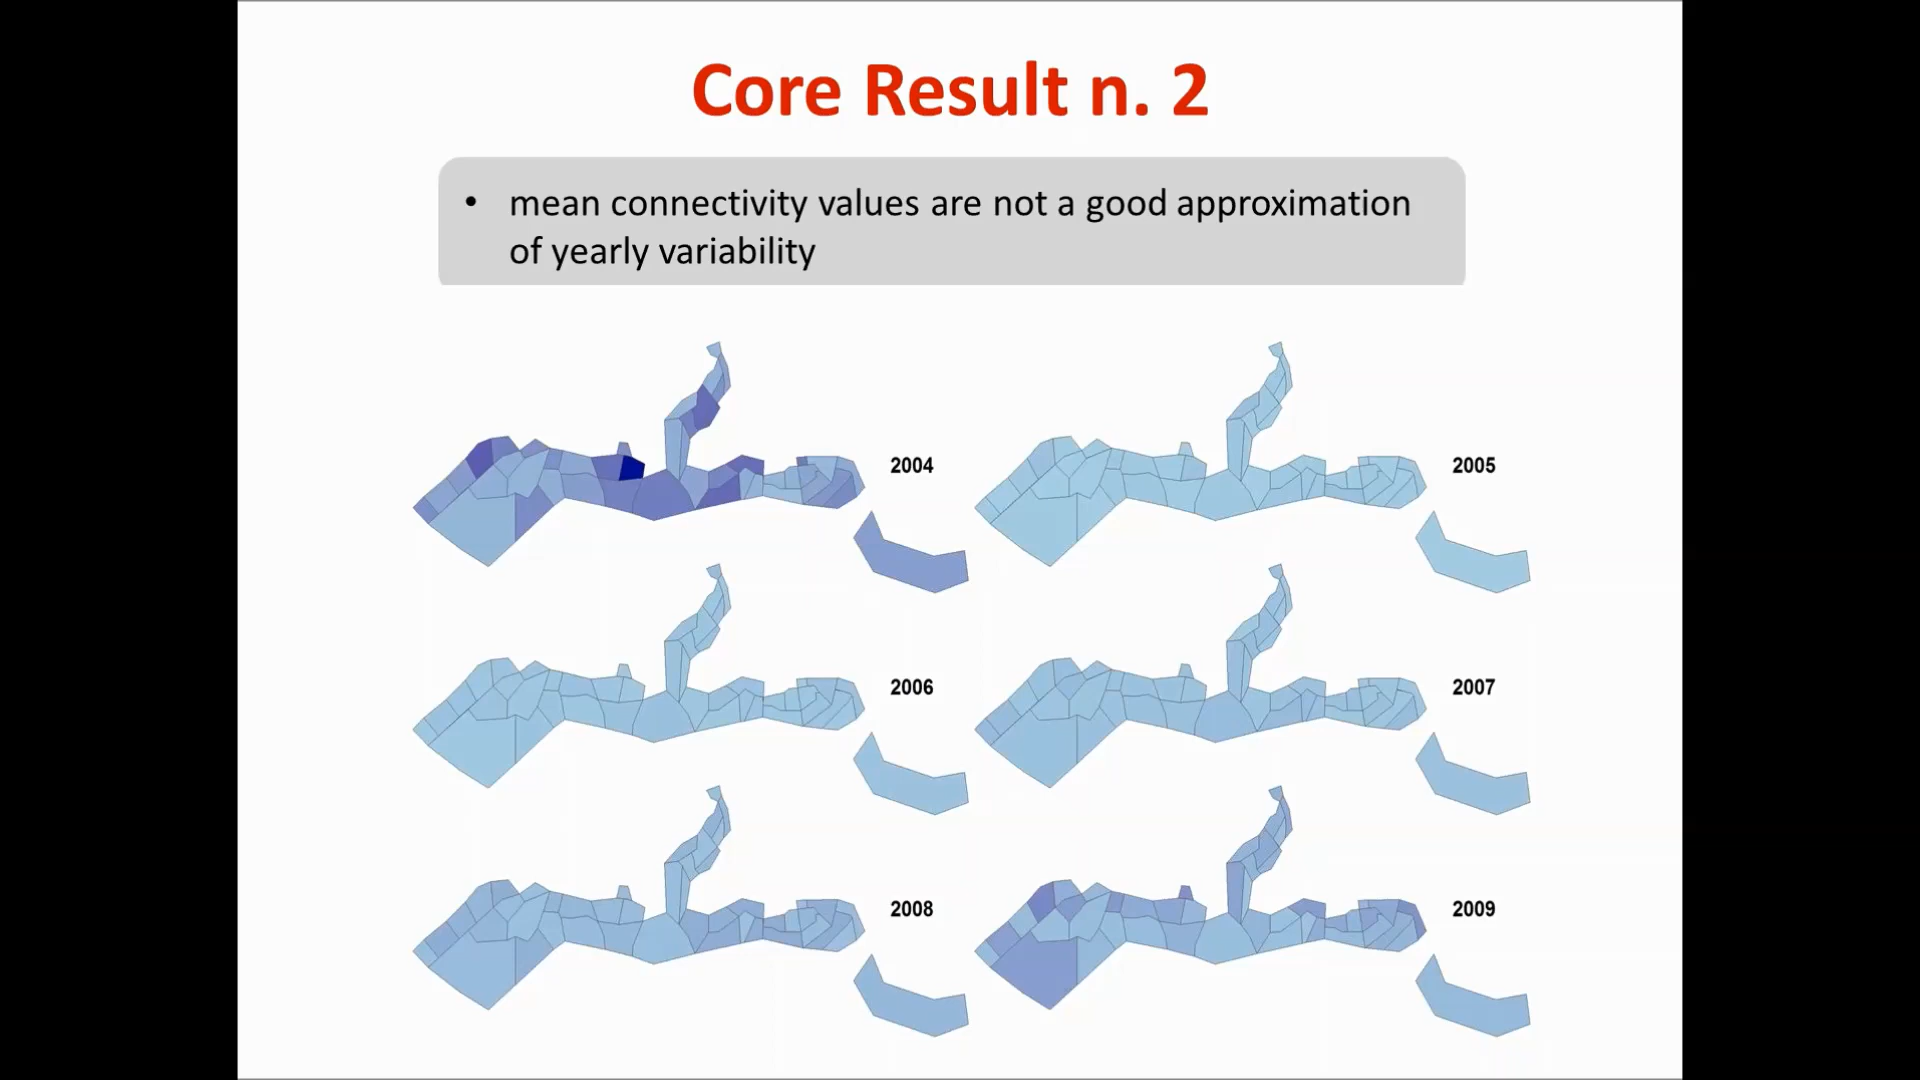 Core Result n. 2
• mean connectivity values are not a good approximation
of yearly variability
2004
2005
2006
2007
2008
2009